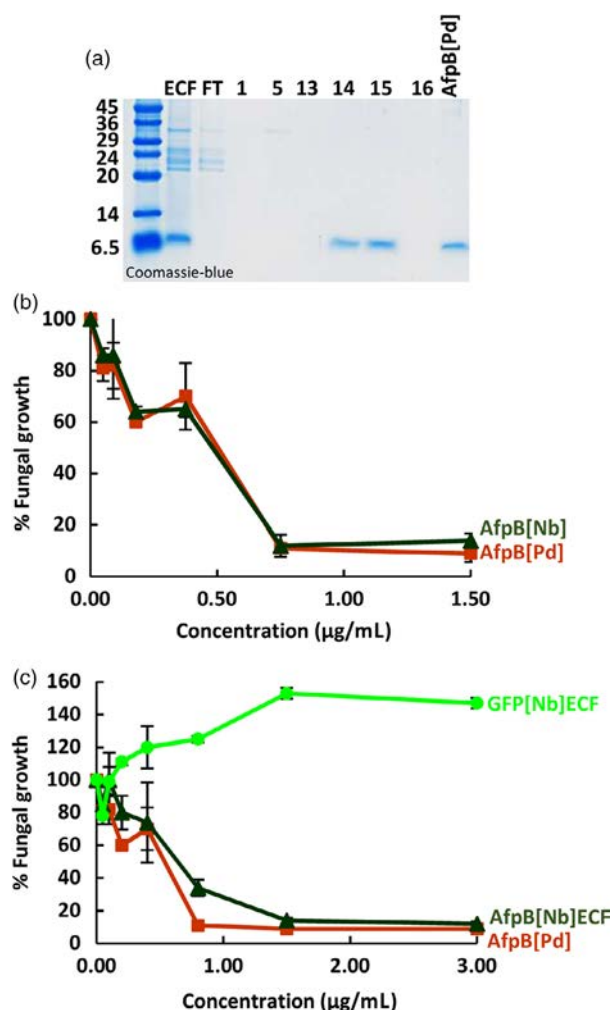 (a)
ECF FT 1 5 13 14 15 16 AfpB[Pd]
45
36
29
24
20
14
6.5
Coomassie-blue
(b)
% Fungal growth
100
80
60
40
20
0
0.00 0.50 1.00 1.50
Concentration (µg/mL)
AfpB[Nb]
AfpB[Pd]
(c)
% Fungal growth
160
140
120
100
80
60
40
20
0
0.00 1.00 2.00 3.00
Concentration (µg/mL)
GFP[Nb]ECF
AfpB[Nb]ECF
AfpB[Pd]